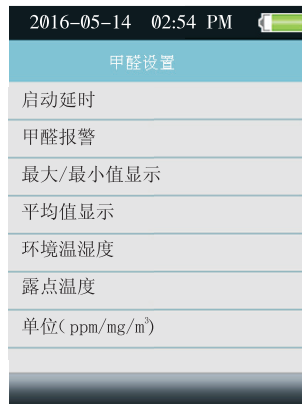 2016-05-14 02:54 PM
甲醛设置
启动延时
甲醛报警
最大/最小值显示
平均值显示
环境温湿度
露点温度
单位( ppm/mg/m³)